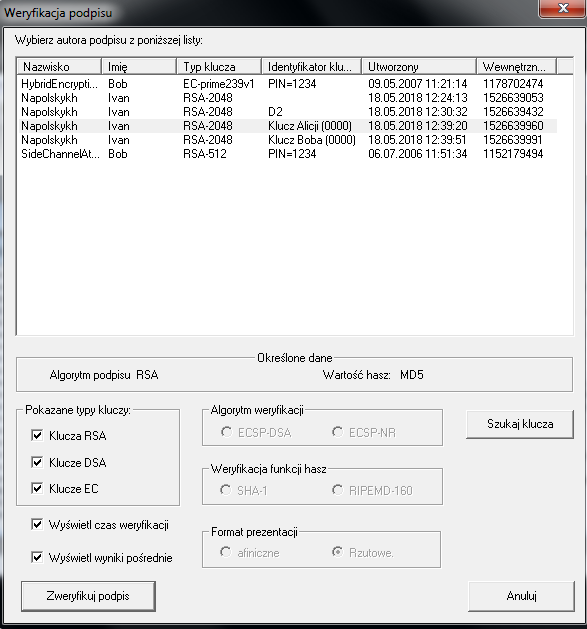 Weryfikacja podpisu
Wybierz autora podpisu z poniższej listy:
Nazwisko Imię Typ klucza Identyfikator klu... Utworzony Wewnętrzn...
HybridEncrypti... Bob EC-prime239v1 PIN=1234 09.05.2007 11:21:14 1178702474
Napolskykh Ivan RSA-2048 18.05.2018 12:24:13 1526639053
Napolskykh Ivan RSA-2048 D2 18.05.2018 12:30:32 1526639432
Napolskykh Ivan RSA-2048 Klucz Alicji (0000) 18.05.2018 12:39:20 1526639960
Napolskykh Ivan RSA-2048 Klucz Boba (0000) 18.05.2018 12:39:51 1526639991
SideChannelAt... Bob RSA-512 PIN=1234 06.07.2006 11:51:34 1152179494
Określone dane
Algorytm podpisu RSA Wartość hasz: MD5
Pokazane typy kluczy:
Klucza RSA
Klucze DSA
Klucze EC
Algorytm weryfikacji
ECSP-DSA ECSP-NR
Szukaj klucza
Weryfikacja funkcji hasz
SHA-1 RIPEMD-160
Wyświetl czas weryfikacji
Wyświetl wyniki pośrednie
Format prezentacji
afiniczne Rzutowe.
Zweryfikuj podpis Anuluj